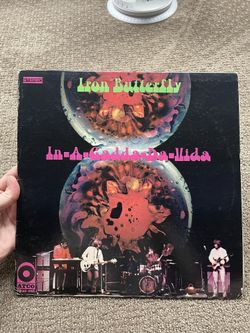 STEREO
Iron Butterfly
In-A-Gadda-Da-Vida
ATCO